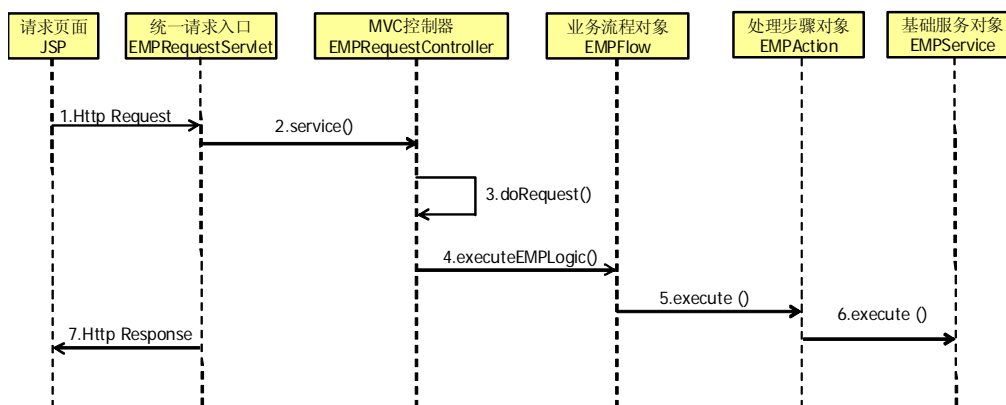 请求页面
JSP
统一请求入口
EMPRequestServlet
MVC控制器
EMPRequestController
业务流程对象
EMPFlow
处理步骤对象
EMPAction
基础服务对象
EMPService
1.Http Request
2.service()
3.doRequest()
4.executeEMPLogic()
5.execute ()
6.execute ()
7.Http Response